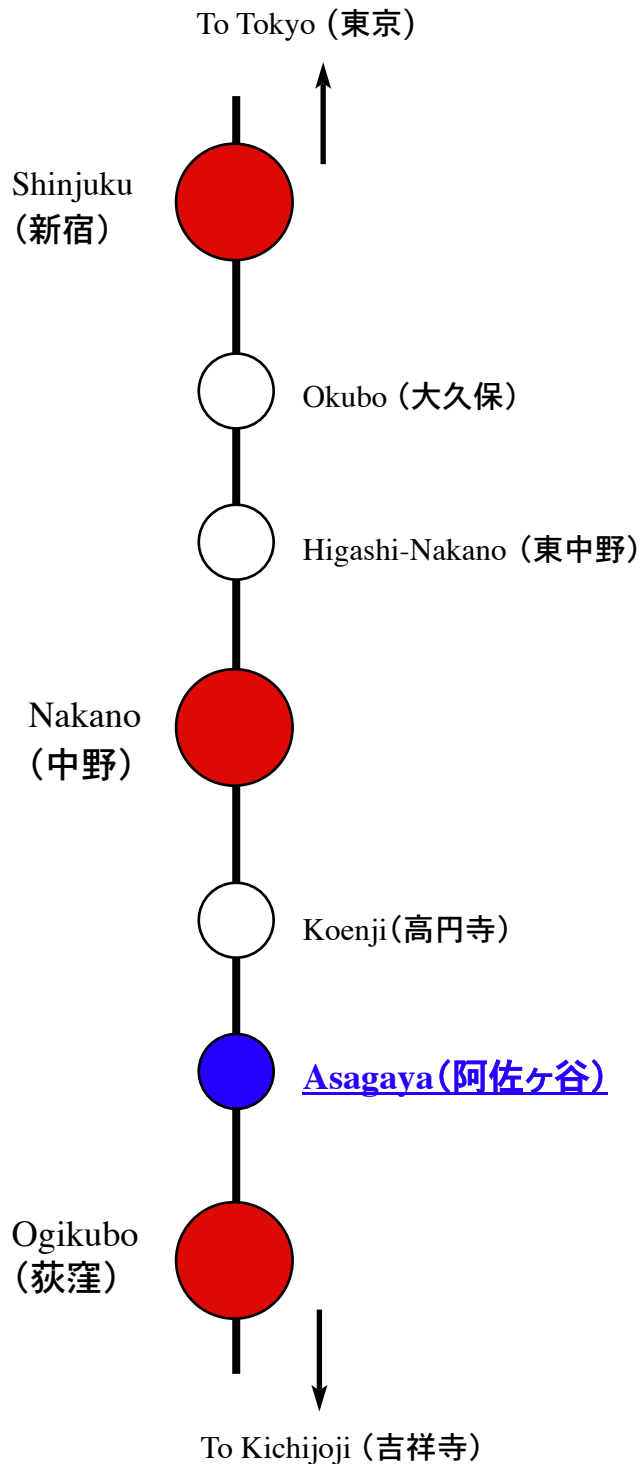 To Tokyo (東京)
Shinjuku
(新宿)
Okubo (大久保)
Higashi-Nakano (東中野)
Nakano
(中野)
Koenji(高円寺)
Asagaya(阿佐ヶ谷)
Ogikubo
(荻窪)
To Kichijoji (吉祥寺)